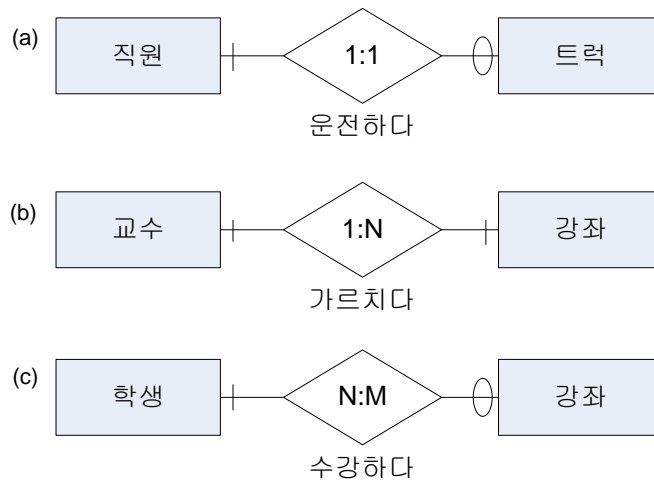 (a) 직원 1:1 트럭
운전하다
(b) 교수 1:N 강좌
가르치다
(c) 학생 N:M 강좌
수강하다